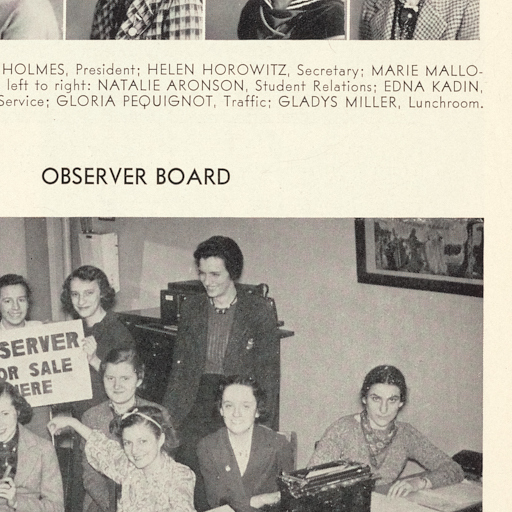 HOLMES, President; HELEN HOROWITZ, Secretary; MARIE MALLO-
left to right: NATALIE ARONSON, Student Relations; EDNA KADIN,
Service; GLORIA PEQUIGNOT, Traffic; GLADYS MILLER, Lunchroom.
OBSERVER BOARD
SERVER
OR SALE
HERE